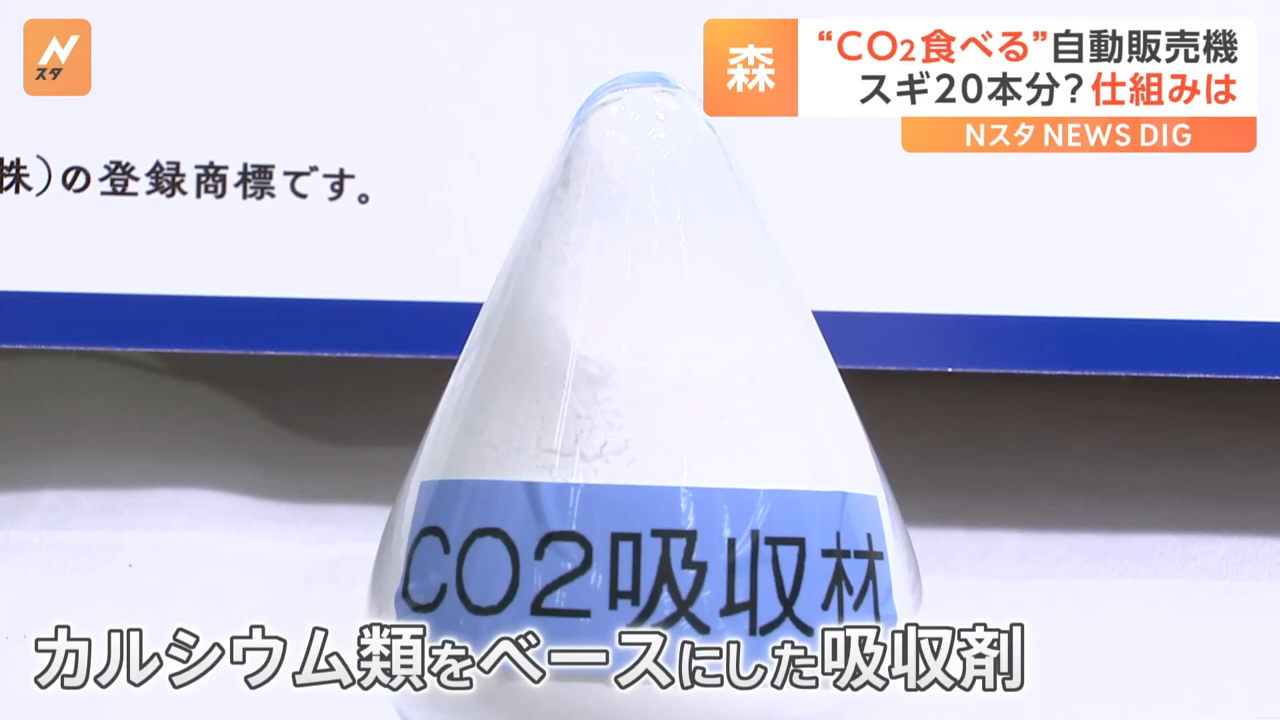 N
スタ
森
“CO2食べる”自動販売機
スギ20本分？仕組みは
NスタNEWS DIG
株）の登録商標です。
CO2吸収材
カルシウム類をベースにした吸収剤